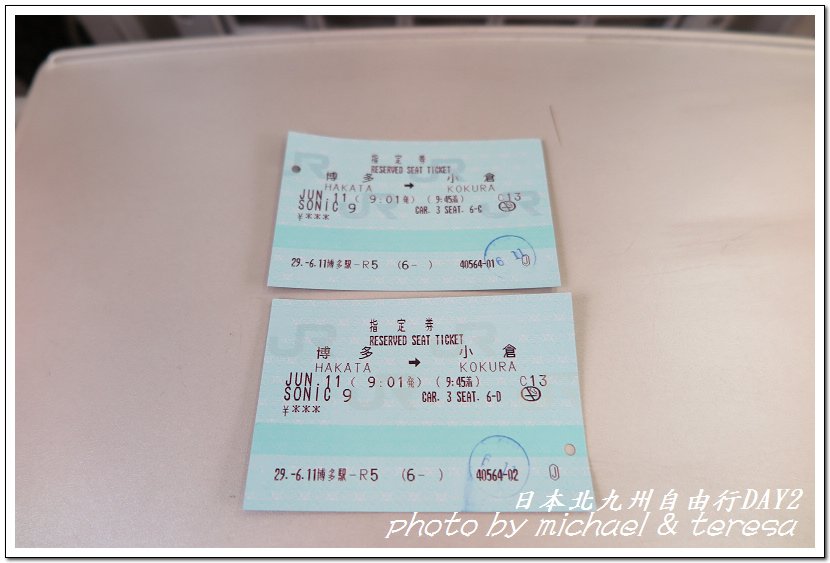 指定券
RESERVED SEAT TICKET
博多 → 小倉
HAKATA KOKURA
JUN.11 ( 9:01発) ( 9:45着) C13
SONIC 9 CAR. 3 SEAT. 6-C
¥***
29.-6.11博多駅-R5 (6- ) 40564-01
指定券
RESERVED SEAT TICKET
博多 → 小倉
HAKATA KOKURA
JUN.11 ( 9:01発) ( 9:45着) C13
SONIC 9 CAR. 3 SEAT. 6-D
¥***
29.-6.11博多駅-R5 (6- ) 40564-02
日本北九州自由行DAY2
photo by michael & teresa